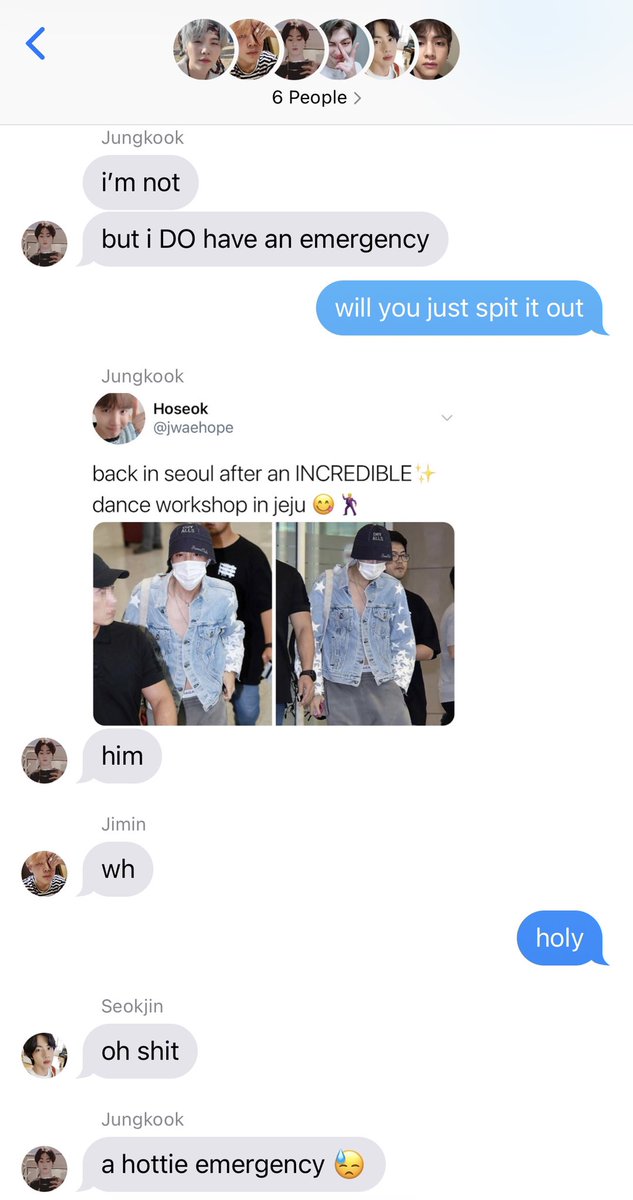 6 People >
Jungkook
i'm not
but i DO have an emergency
will you just spit it out
Jungkook
Hoseok
@jwaehope
back in seoul after an INCREDIBLE✨
dance workshop in jeju 😋🕺
him
Jimin
wh
holy
Seokjin
oh shit
Jungkook
a hottie emergency 😓